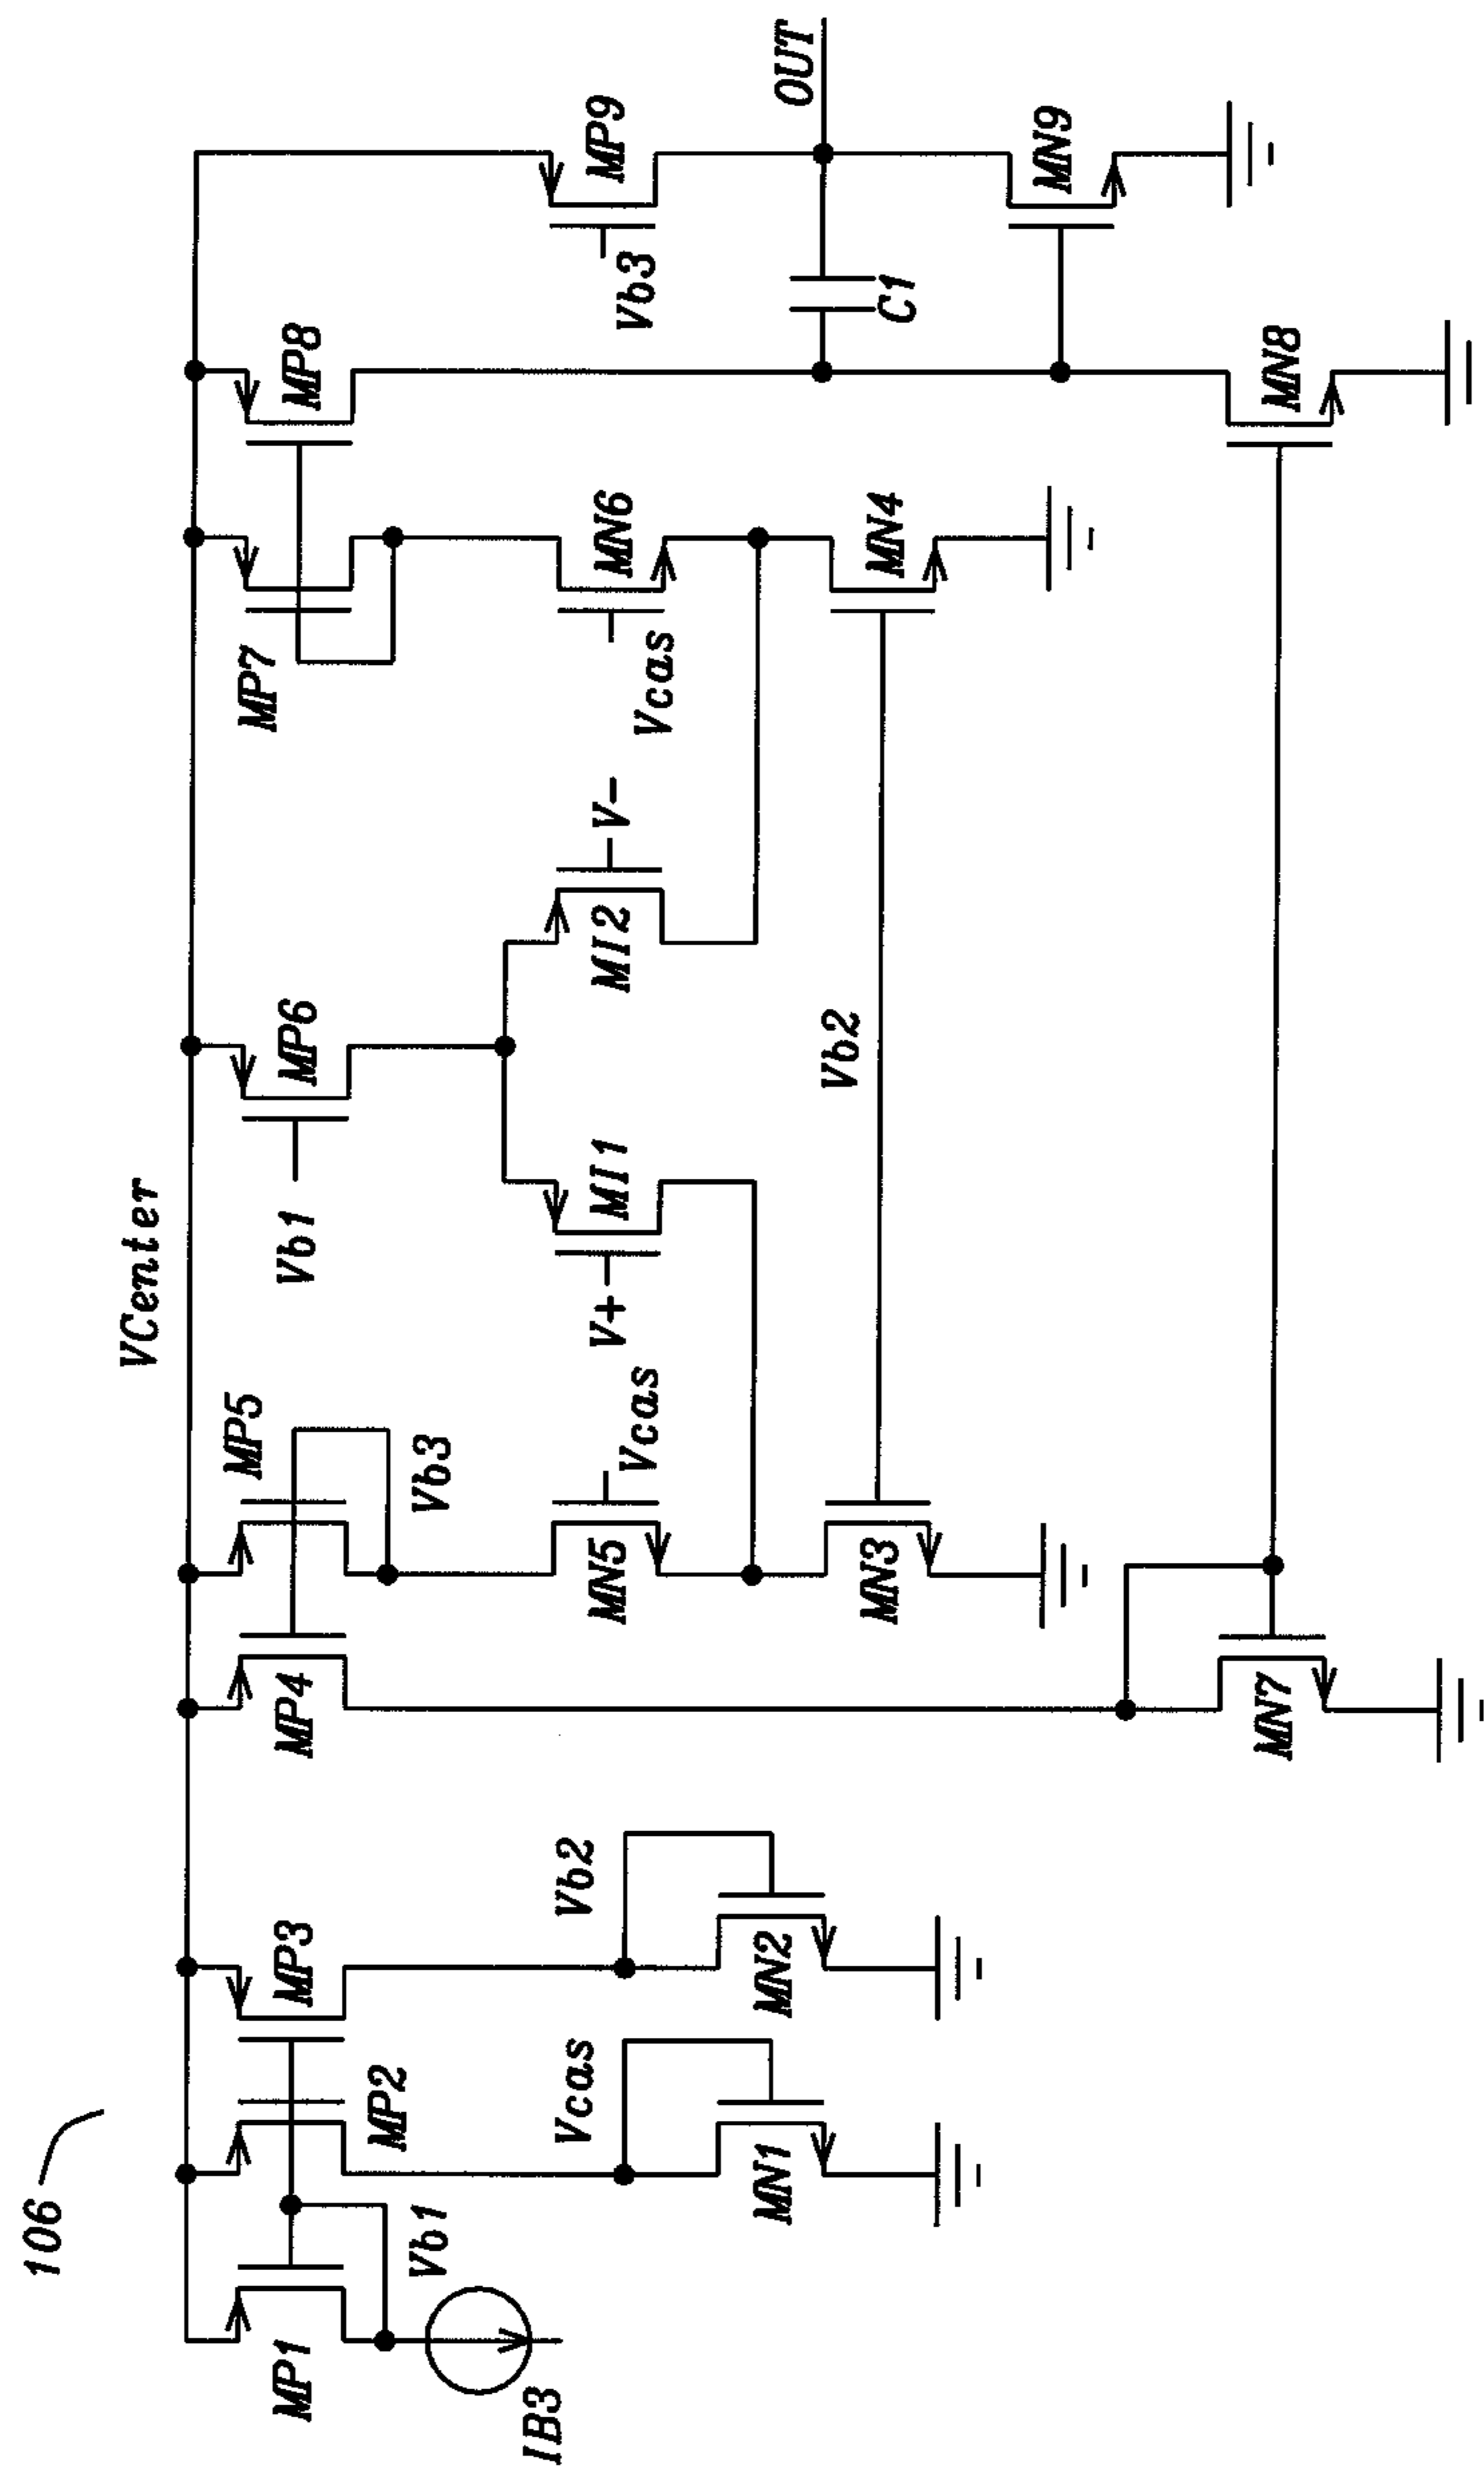 106
VCenter
MP1
MP2
MP3
MP4
MP5
MP6
MP7
MP8
MP9
Vb1
IB3
Vcas
Vb2
MN1
MN2
Vb3
MN5
Vcas
V+
MI1
Vb1
MI2
V-
Vcas
MN6
Vb3
C1
OUT
MN3
Vb2
MN4
MN9
MN7
MN8